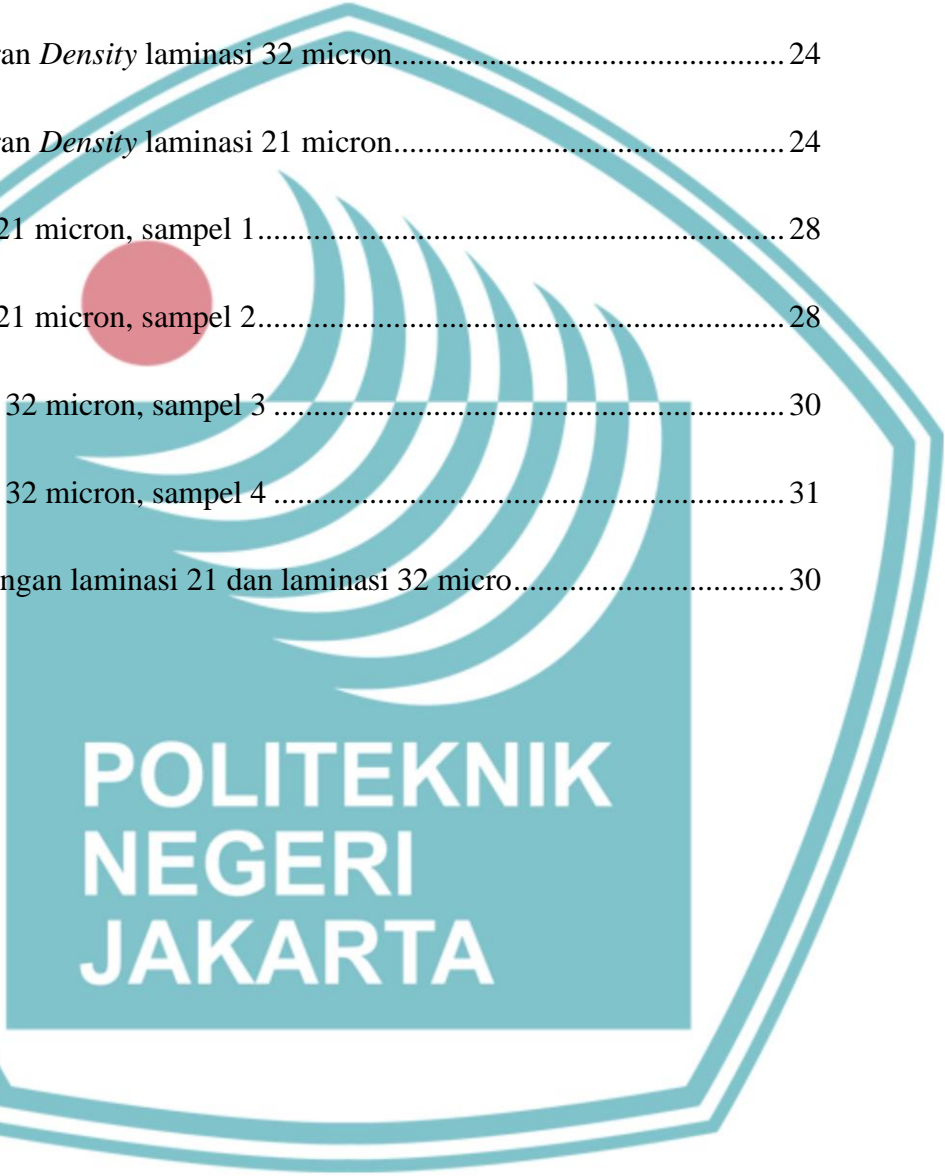 ran Density laminasi 32 micron........................................... 24
ran Density laminasi 21 micron........................................... 24
21 micron, sampel 1.......................................................... 28
21 micron, sampel 2.......................................................... 28
32 micron, sampel 3 ......................................................... 30
32 micron, sampel 4 ......................................................... 31
ngan laminasi 21 dan laminasi 32 micro.............................. 30
POLITEKNIK
NEGERI
JAKARTA